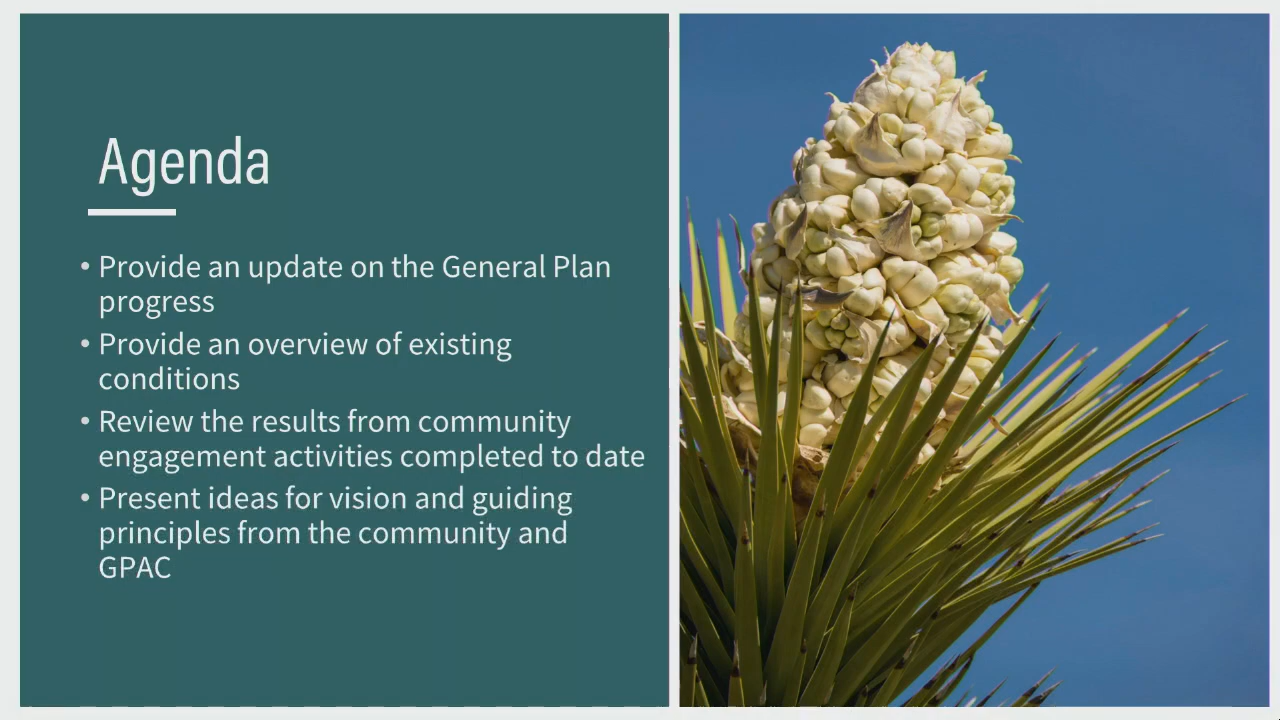 Agenda
• Provide an update on the General Plan
progress
• Provide an overview of existing
conditions
• Review the results from community
engagement activities completed to date
• Present ideas for vision and guiding
principles from the community and
GPAC